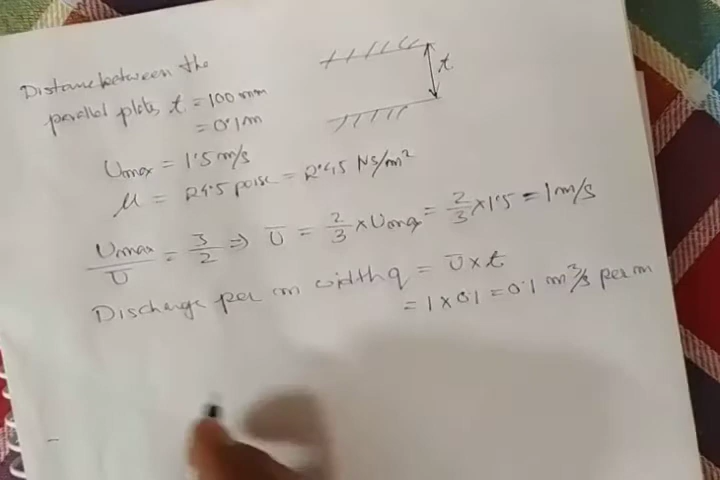 Distance between the
parallel plates, t = 100 mm
= 0.1m
t
Umax = 1.5 m/s
μ = 24.5 poise = 2.45 Ns/m²
Umax/Ū = 3/2 ⇒ Ū = 2/3 × Umax = 2/3 × 1.5 = 1 m/s
Discharge per m width q = Ū × t
= 1 × 0.1 = 0.1 m³/s per m